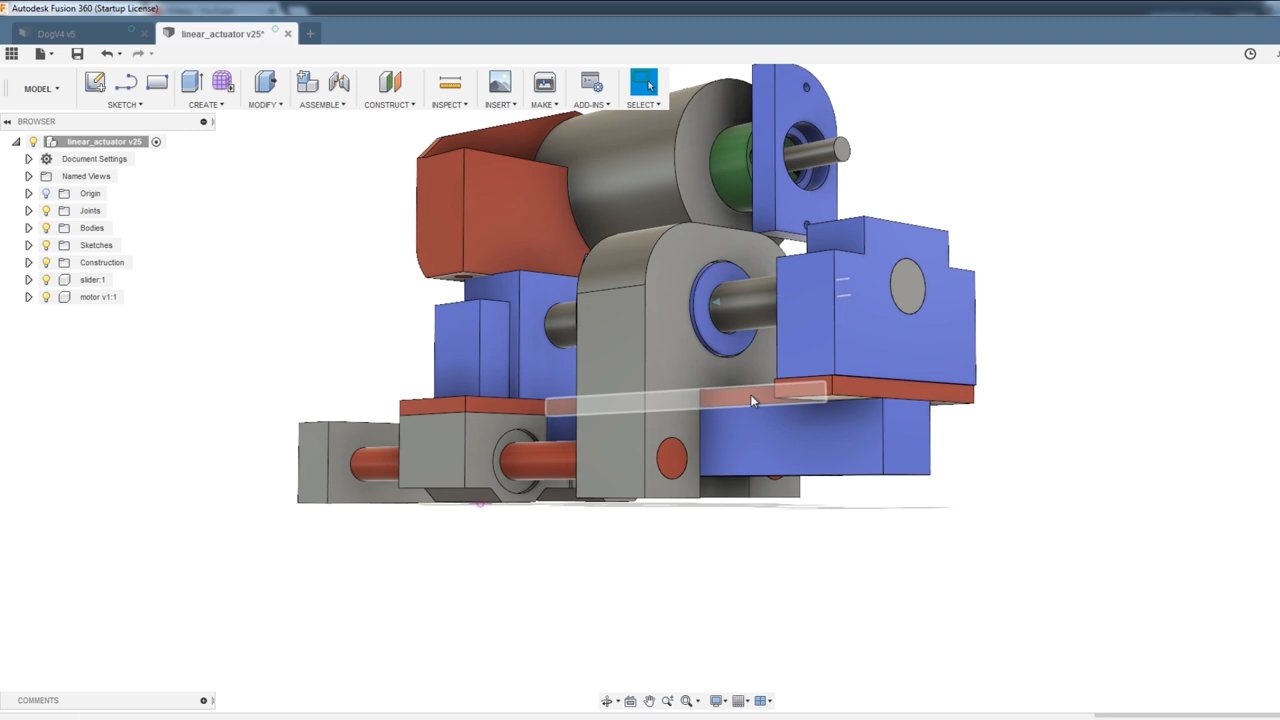 Autodesk Fusion 360 (Startup License)
DogV4 v5
linear_actuator v25*
MODEL
SKETCH
CREATE
MODIFY
ASSEMBLE
CONSTRUCT
INSPECT
INSERT
MAKE
ADD-INS
SELECT
BROWSER
linear_actuator v25
Document Settings
Named Views
Origin
Joints
Bodies
Sketches
Construction
slider:1
motor v1:1
COMMENTS